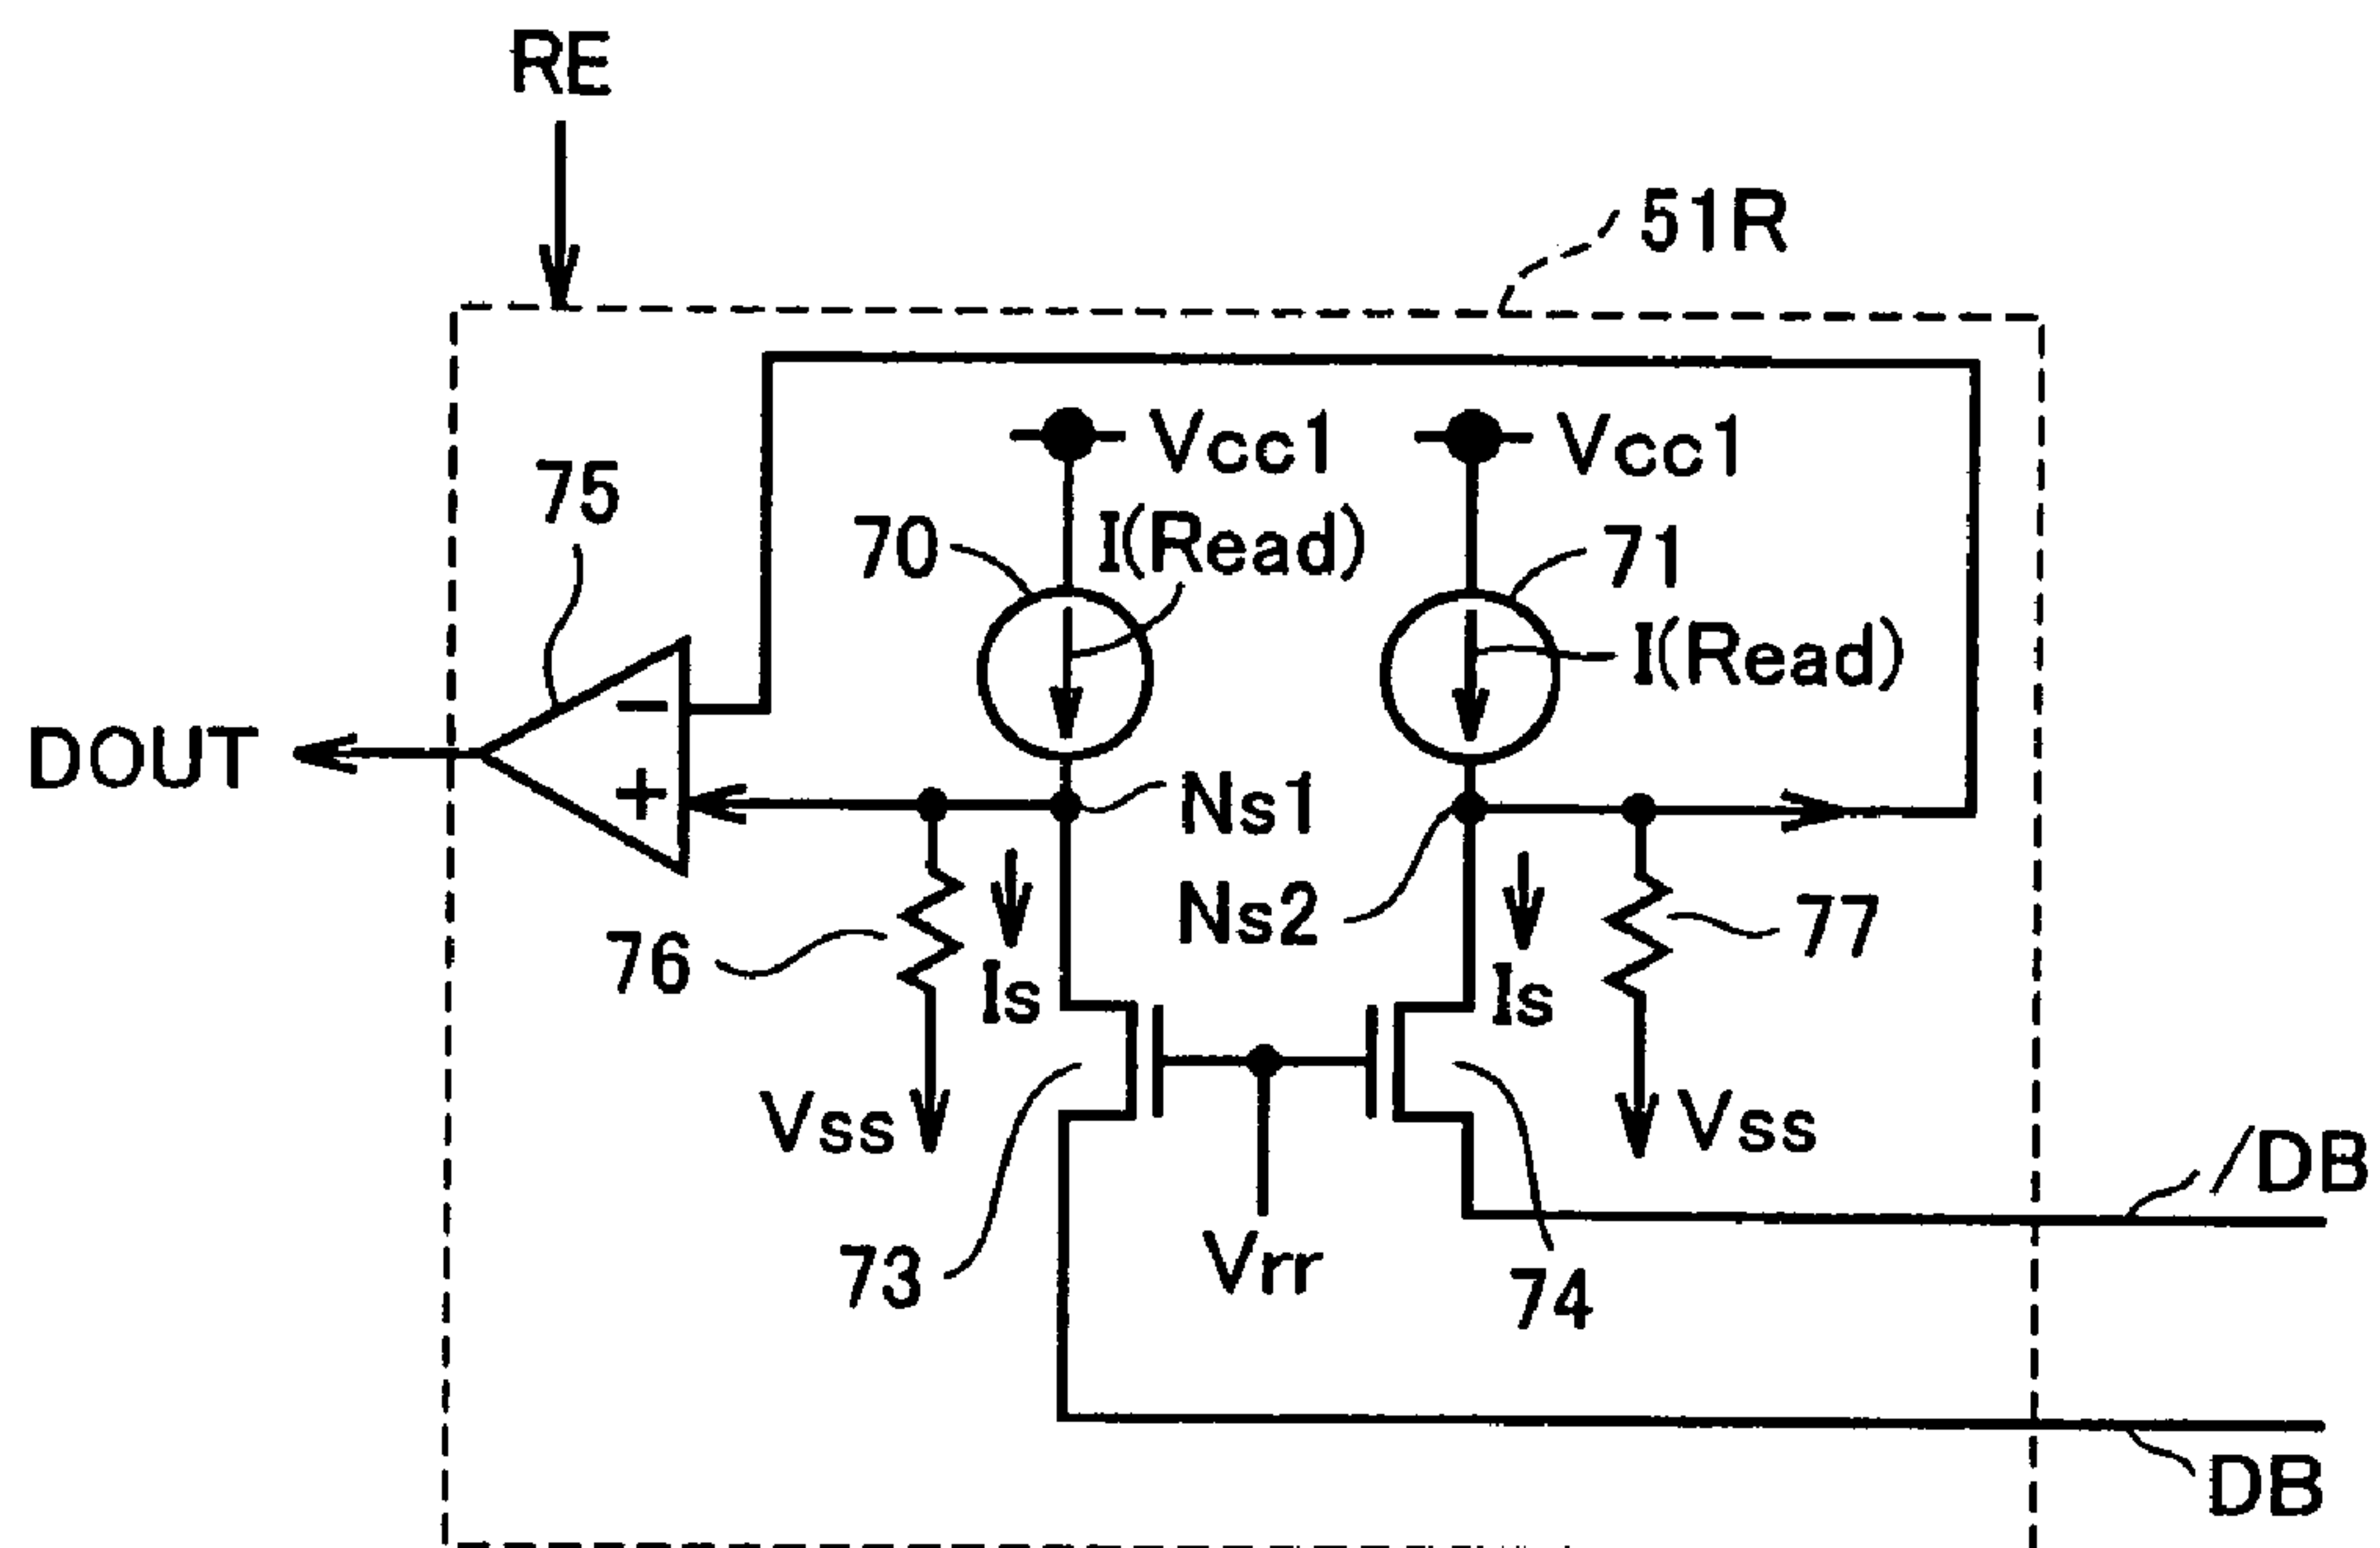 RE
51R
Vcc1
Vcc1
75
70
I(Read)
71
I(Read)
−
DOUT
+
Ns1
Ns2
76
Is
Is
77
Vss
Vss
/DB
73
Vrr
74
DB